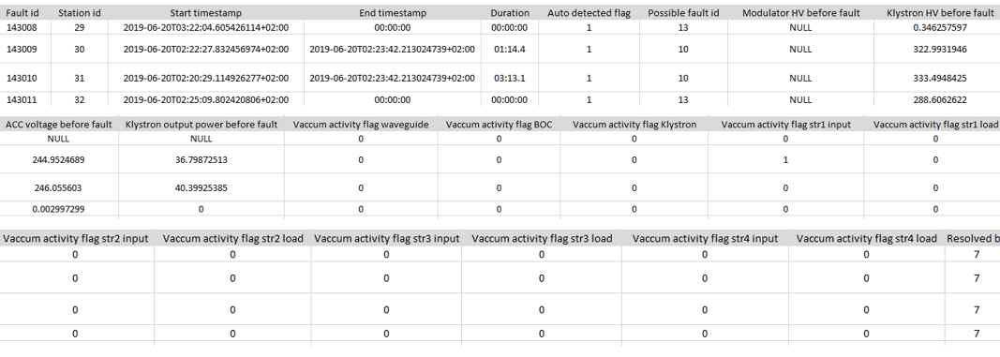 Fault id Station id Start timestamp End timestamp Duration Auto detected flag Possible fault id Modulator HV before fault Klystron HV before fault
143008 29 2019-06-20T03:22:04.605426114+02:00 00:00:00 00:00:00 1 13 NULL 0.346257597
143009 30 2019-06-20T02:22:27.832456974+02:00 2019-06-20T02:23:42.213024739+02:00 01:14.4 1 10 NULL 322.9931946
143010 31 2019-06-20T02:20:29.114926277+02:00 2019-06-20T02:23:42.213024739+02:00 03:13.1 1 10 NULL 333.4948425
143011 32 2019-06-20T02:25:09.802420806+02:00 00:00:00 00:00:00 1 13 NULL 288.6062622
ACC voltage before fault Klystron output power before fault Vaccum activity flag waveguide Vaccum activity flag BOC Vaccum activity flag Klystron Vaccum activity flag str1 input Vaccum activity flag str1 load
NULL NULL 0 0 0 0 0
244.9524689 36.79872513 0 0 0 1 0
246.055603 40.39925385 0 0 0 0 0
0.002997299 0 0 0 0 0 0
Vaccum activity flag str2 input Vaccum activity flag str2 load Vaccum activity flag str3 input Vaccum activity flag str3 load Vaccum activity flag str4 input Vaccum activity flag str4 load Resolved b
0 0 0 0 0 0 7
0 0 0 0 0 0 7
0 0 0 0 0 0 7
0 0 0 0 0 0 7